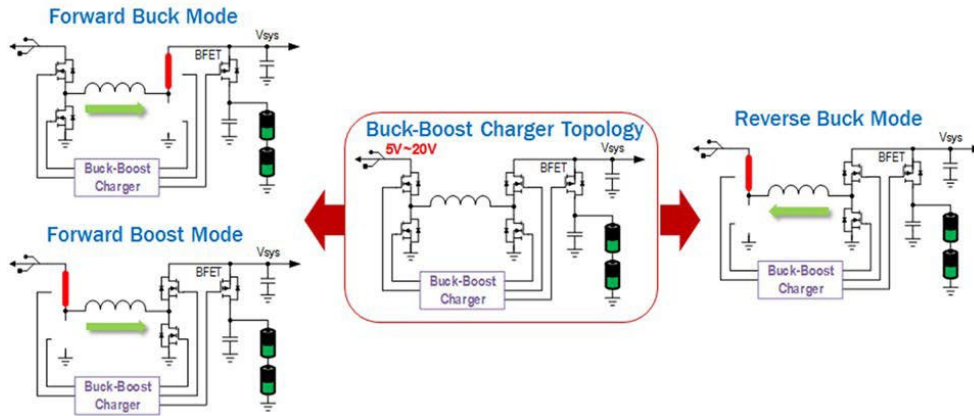 Forward Buck Mode
Vsys
BFET
Buck-Boost
Charger
Forward Boost Mode
Vsys
BFET
Buck-Boost
Charger
Buck-Boost Charger Topology
5V~20V
Vsys
BFET
Buck-Boost
Charger
Reverse Buck Mode
Vsys
BFET
Buck-Boost
Charger